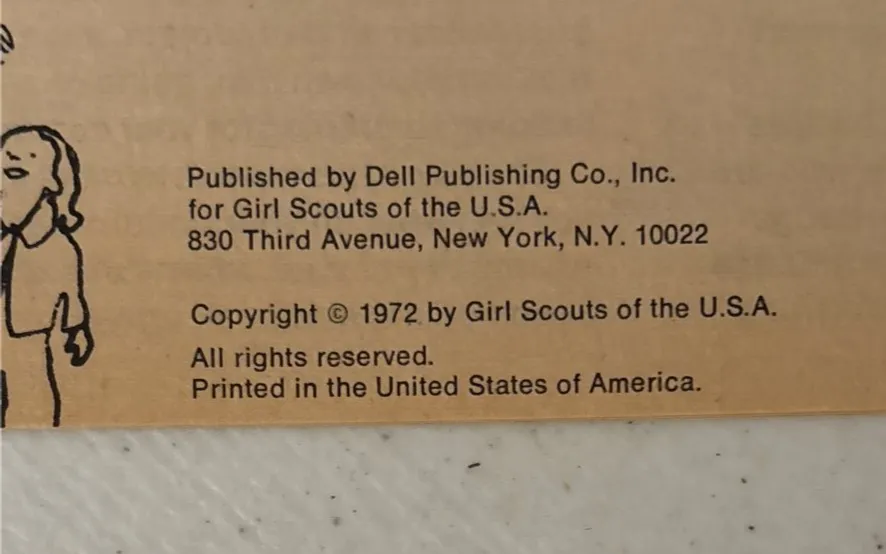 Published by Dell Publishing Co., Inc.
for Girl Scouts of the U.S.A.
830 Third Avenue, New York, N.Y. 10022
Copyright © 1972 by Girl Scouts of the U.S.A.
All rights reserved.
Printed in the United States of America.